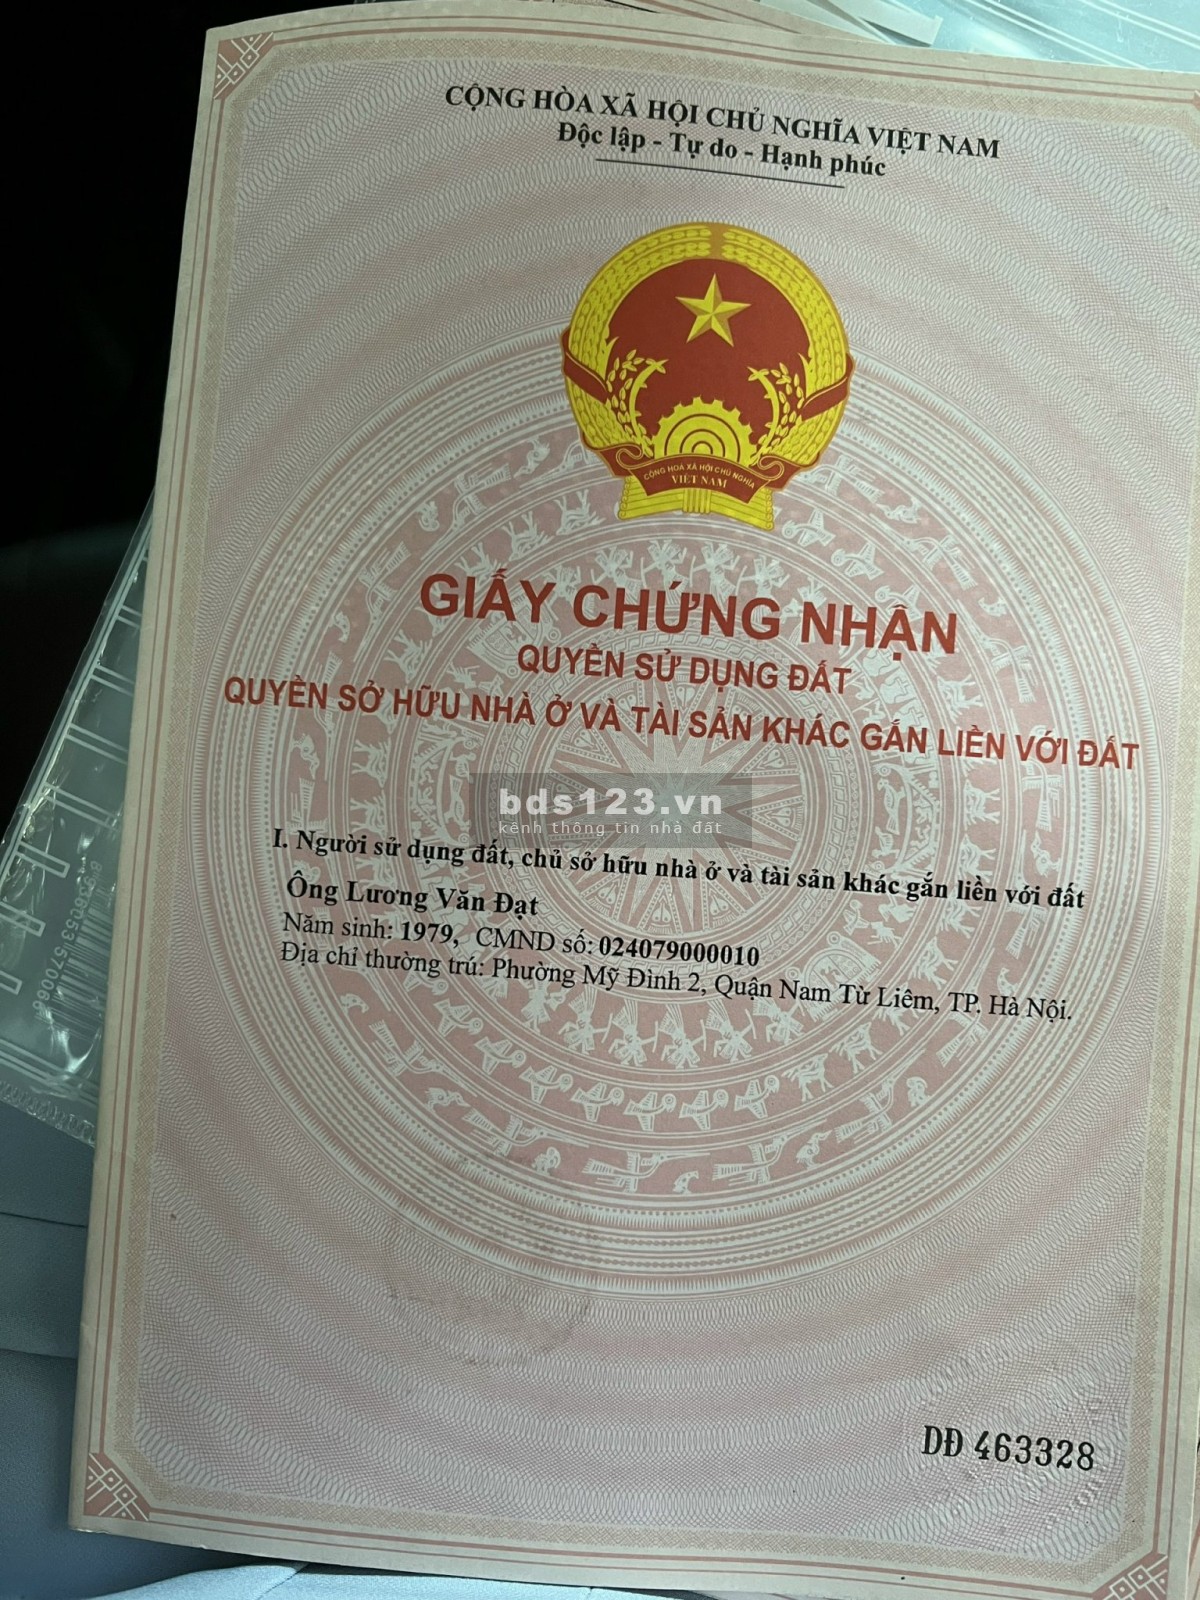 CỘNG HÒA XÃ HỘI CHỦ NGHĨA VIỆT NAM
Độc lập - Tự do - Hạnh phúc
CỘNG HOÀ XÃ HỘI CHỦ NGHĨA
VIỆT NAM
GIẤY CHỨNG NHẬN
QUYỀN SỬ DỤNG ĐẤT
QUYỀN SỞ HỮU NHÀ Ở VÀ TÀI SẢN KHÁC GẮN LIỀN VỚI ĐẤT
bds123.vn
kênh thông tin nhà đất
I. Người sử dụng đất, chủ sở hữu nhà ở và tài sản khác gắn liền với đất
Ông Lương Văn Đạt
Năm sinh: 1979, CMND số: 024079000010
Địa chỉ thường trú: Phường Mỹ Đình 2, Quận Nam Từ Liêm, TP. Hà Nội.
DĐ 463328